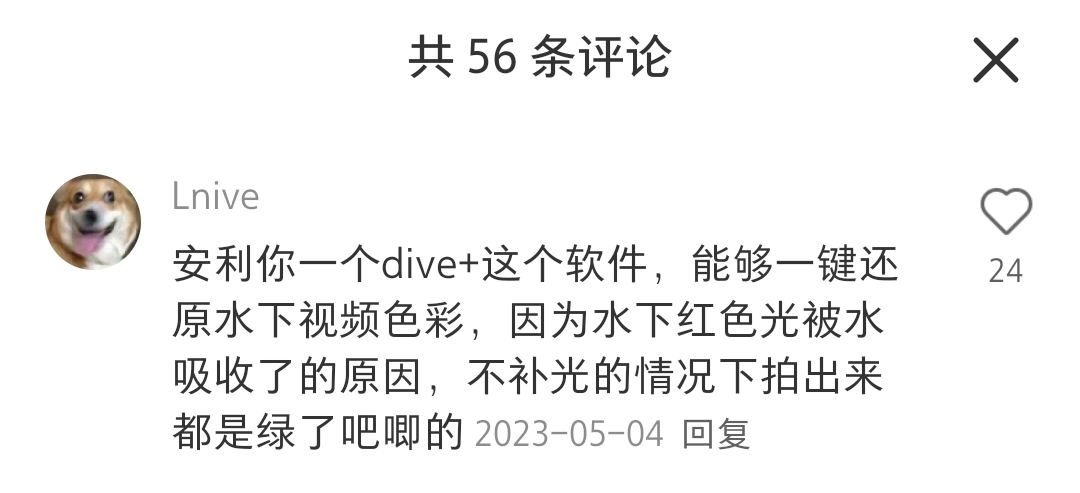 共 56 条评论
Lnive
安利你一个dive+这个软件，能够一键还
原水下视频色彩，因为水下红色光被水
吸收了的原因，不补光的情况下拍出来
都是绿了吧唧的 2023-05-04 回复
24